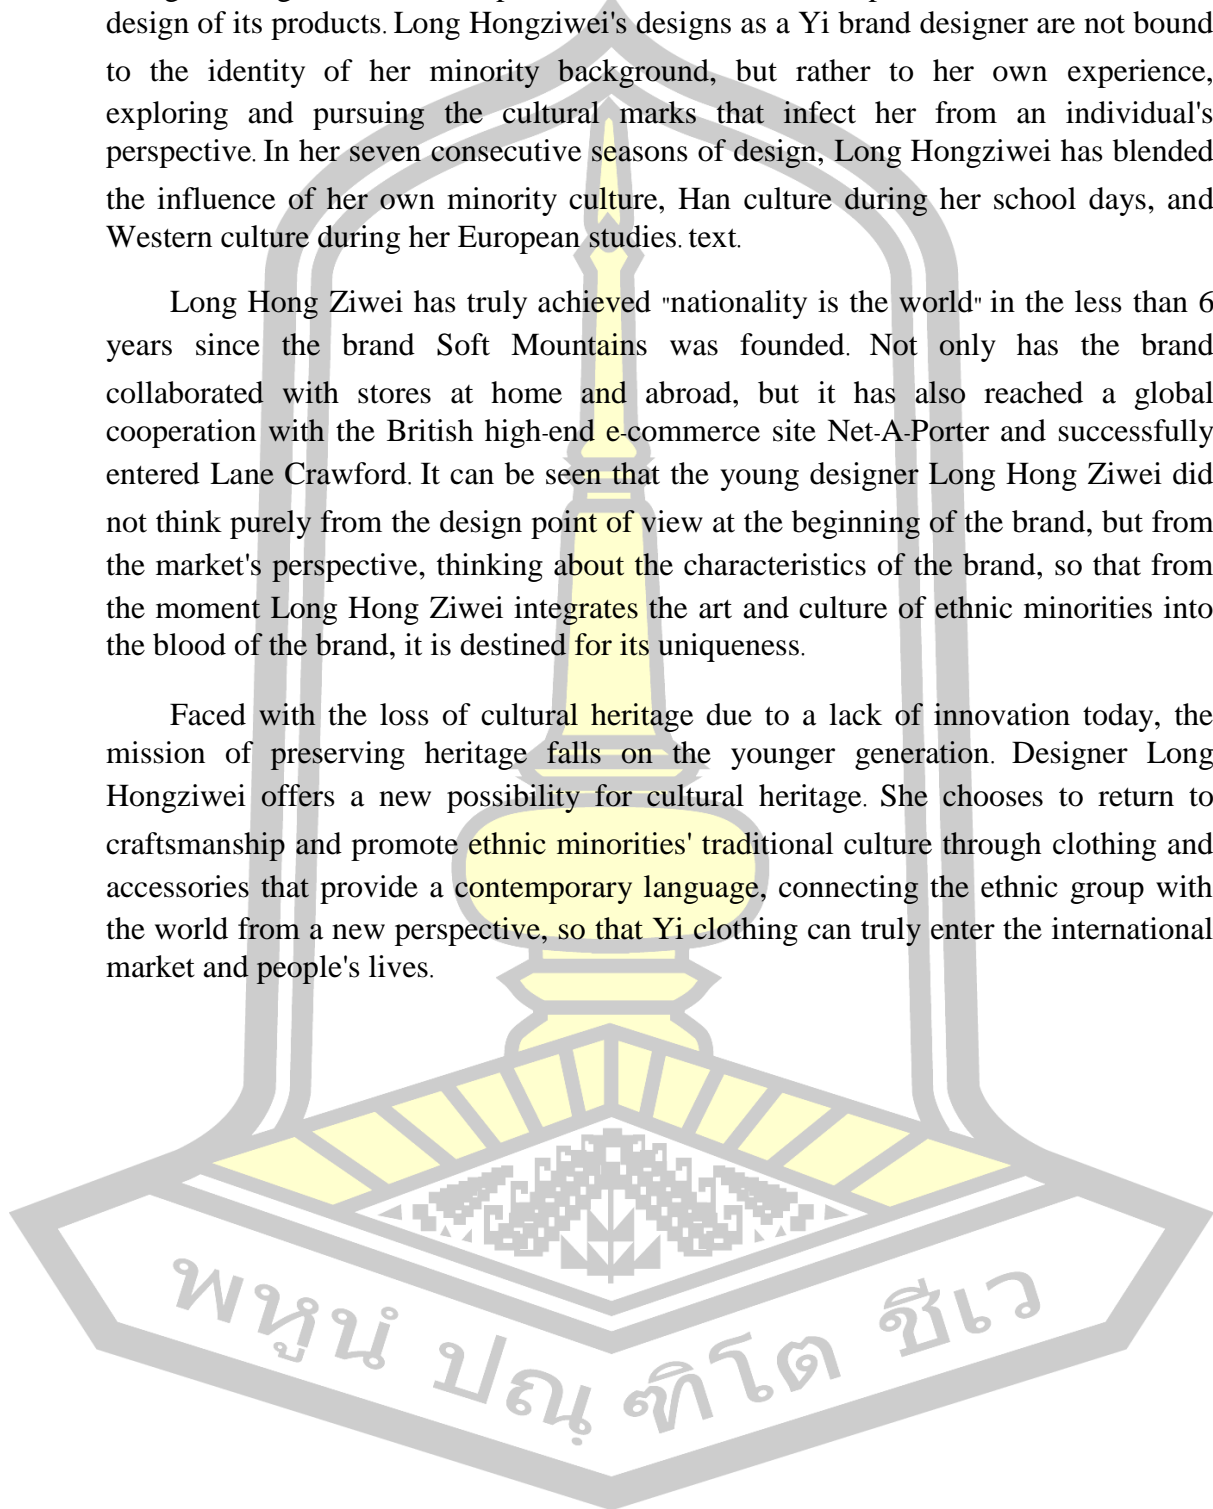 design of its products. Long Hongziwei's designs as a Yi brand designer are not bound
to the identity of her minority background, but rather to her own experience,
exploring and pursuing the cultural marks that infect her from an individual's
perspective. In her seven consecutive seasons of design, Long Hongziwei has blended
the influence of her own minority culture, Han culture during her school days, and
Western culture during her European studies. text.
Long Hong Ziwei has truly achieved "nationality is the world" in the less than 6
years since the brand Soft Mountains was founded. Not only has the brand
collaborated with stores at home and abroad, but it has also reached a global
cooperation with the British high-end e-commerce site Net-A-Porter and successfully
entered Lane Crawford. It can be seen that the young designer Long Hong Ziwei did
not think purely from the design point of view at the beginning of the brand, but from
the market's perspective, thinking about the characteristics of the brand, so that from
the moment Long Hong Ziwei integrates the art and culture of ethnic minorities into
the blood of the brand, it is destined for its uniqueness.
Faced with the loss of cultural heritage due to a lack of innovation today, the
mission of preserving heritage falls on the younger generation. Designer Long
Hongziwei offers a new possibility for cultural heritage. She chooses to return to
craftsmanship and promote ethnic minorities' traditional culture through clothing and
accessories that provide a contemporary language, connecting the ethnic group with
the world from a new perspective, so that Yi clothing can truly enter the international
market and people's lives.
พหูนํ ปณฺฑิโต ชีเว